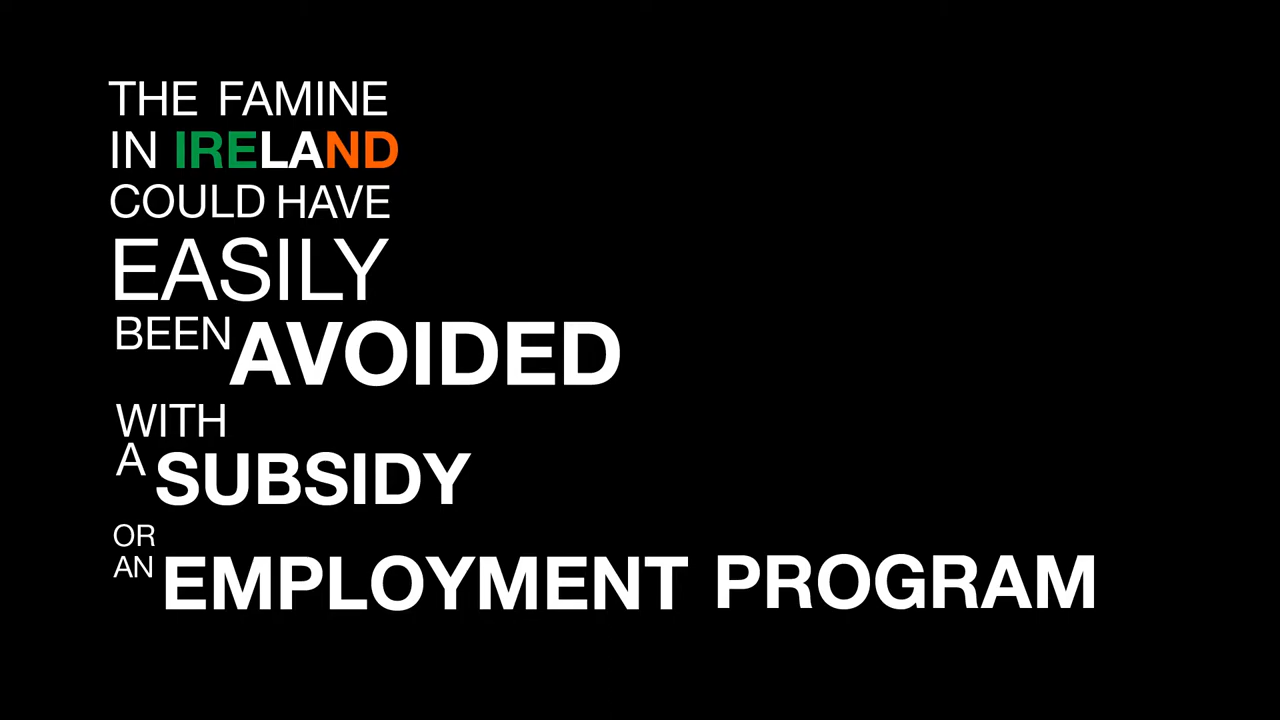 THE FAMINE
IN IRELAND
COULD HAVE
EASILY
BEEN AVOIDED
WITH
A SUBSIDY
OR
AN EMPLOYMENT PROGRAM